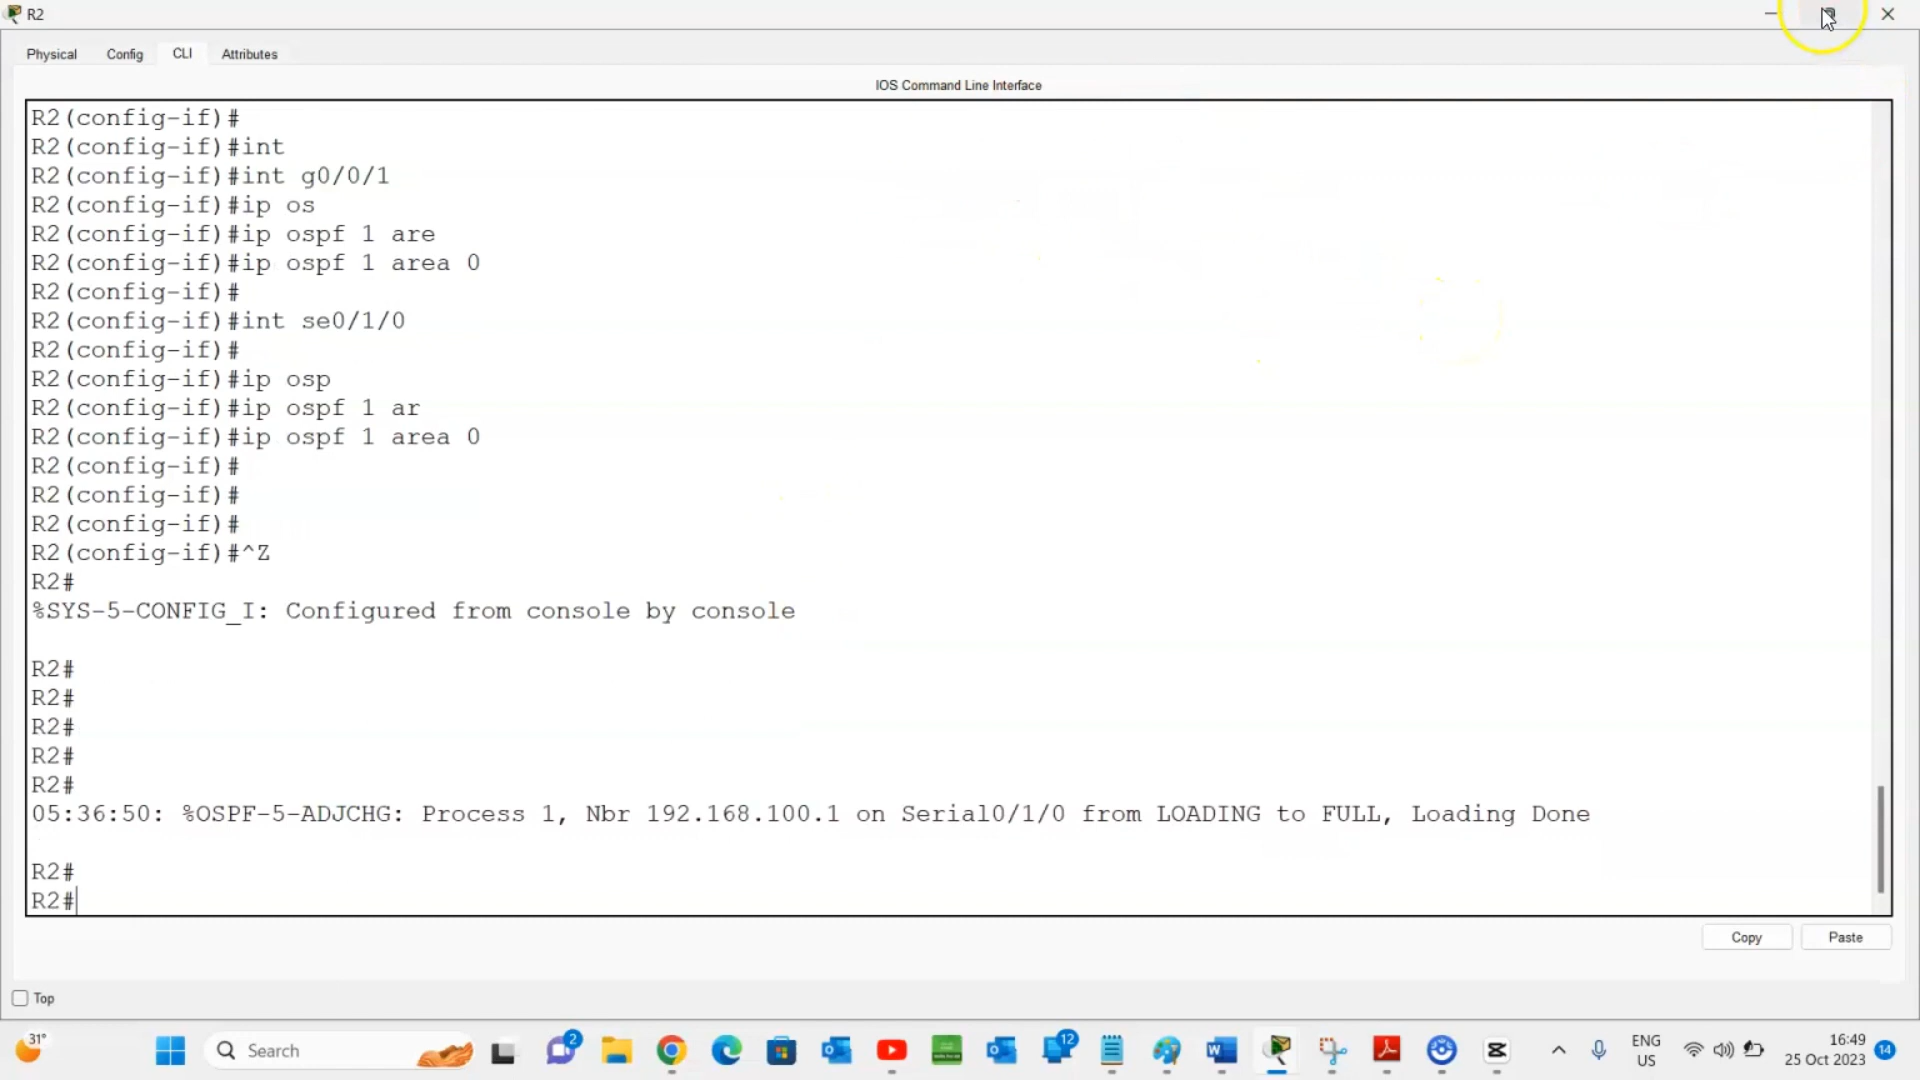 R2
Physical
Config
CLI
Attributes
IOS Command Line Interface
R2(config-if)#
R2(config-if)#int
R2(config-if)#int g0/0/1
R2(config-if)#ip os
R2(config-if)#ip ospf 1 are
R2(config-if)#ip ospf 1 area 0
R2(config-if)#
R2(config-if)#int se0/1/0
R2(config-if)#
R2(config-if)#ip osp
R2(config-if)#ip ospf 1 ar
R2(config-if)#ip ospf 1 area 0
R2(config-if)#
R2(config-if)#
R2(config-if)#
R2(config-if)#^Z
R2#
%SYS-5-CONFIG_I: Configured from console by console
R2#
R2#
R2#
R2#
R2#
05:36:50: %OSPF-5-ADJCHG: Process 1, Nbr 192.168.100.1 on Serial0/1/0 from LOADING to FULL, Loading Done
R2#
R2#
Copy
Paste
Top
31°
Search
2
12
ENG
US
16:49
25 Oct 2023
14